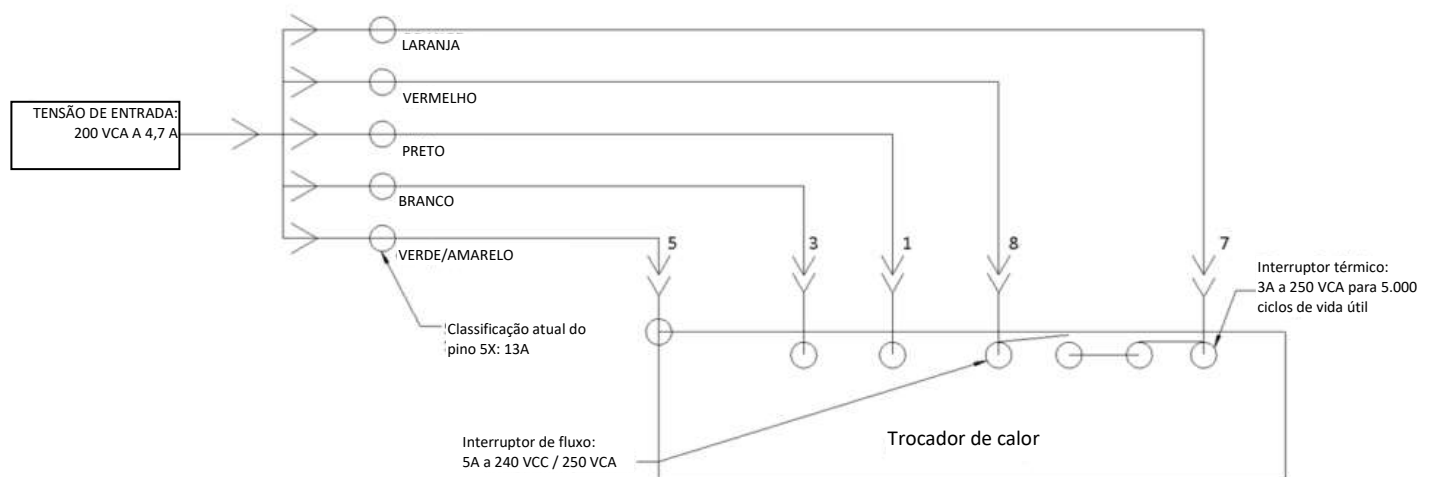 LARANJA
VERMELHO
TENSÃO DE ENTRADA:
200 VCA A 4,7 A
PRETO
BRANCO
VERDE/AMARELO
5
3
1
8
7
Interruptor térmico:
3A a 250 VCA para 5.000
ciclos de vida útil
Classificação atual do
pino 5X: 13A
Interruptor de fluxo:
5A a 240 VCC / 250 VCA
Trocador de calor